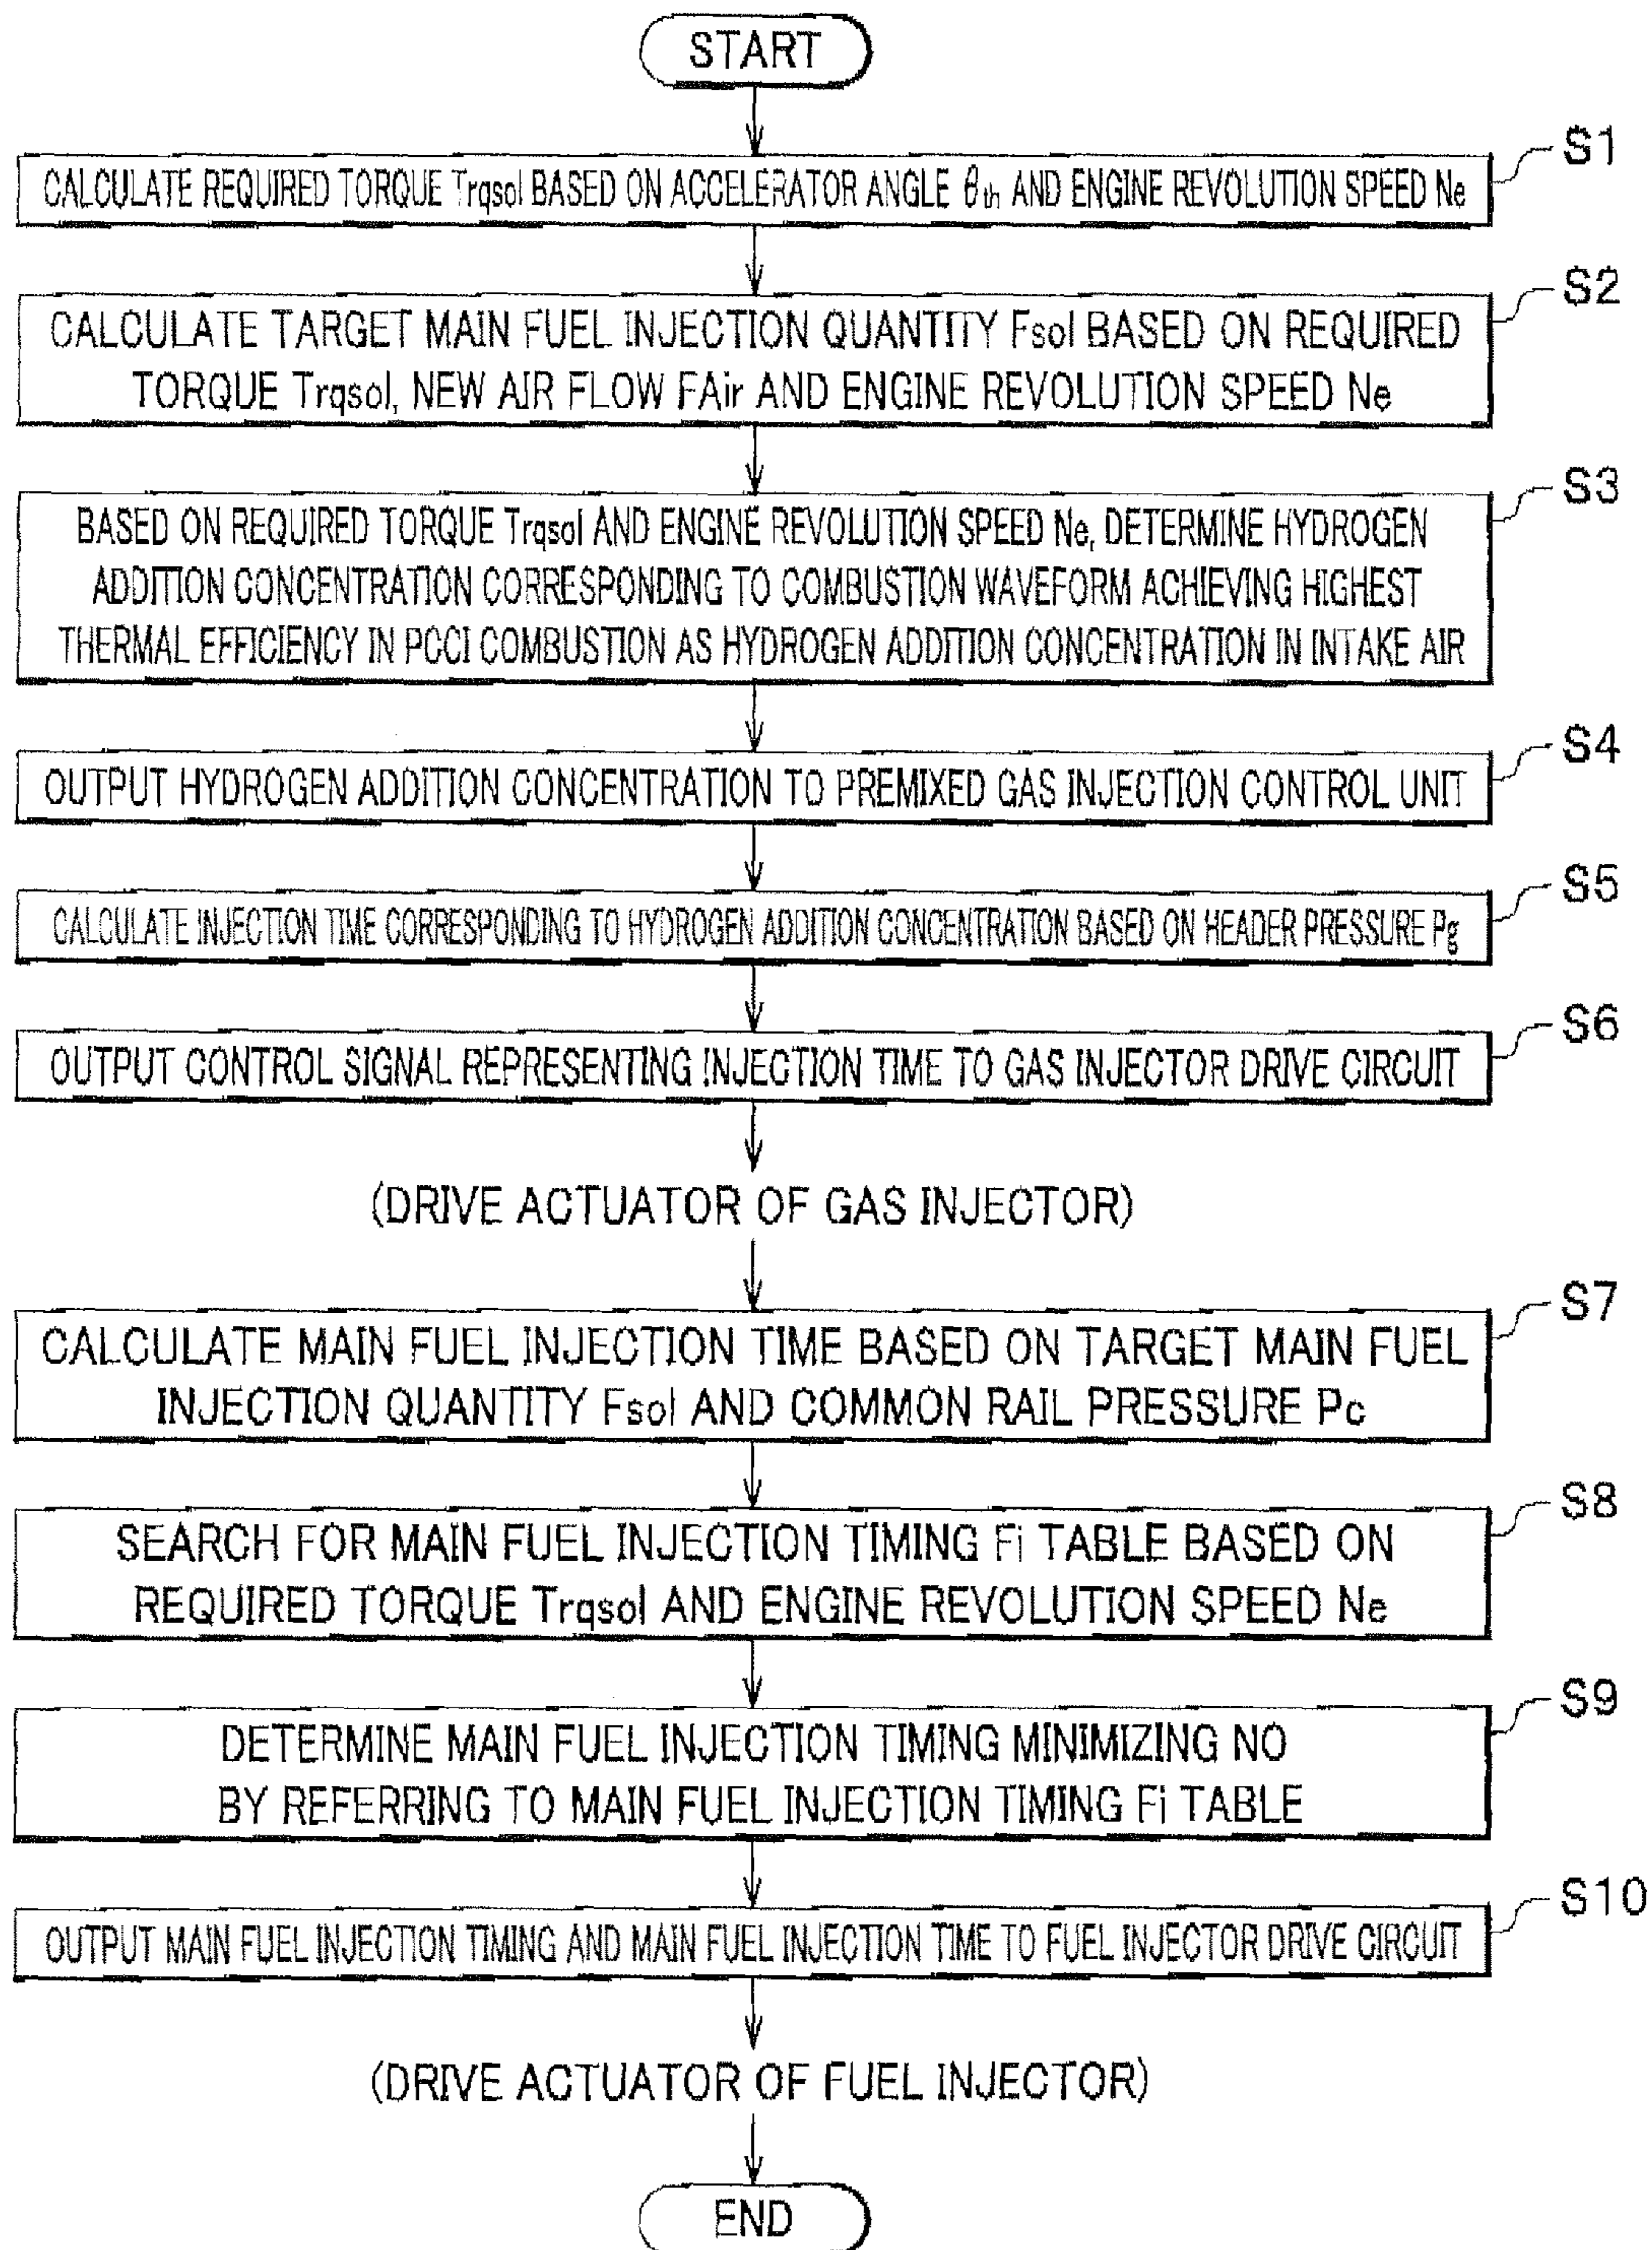 START
S1
CALCULATE REQUIRED TORQUE Trqsol BASED ON ACCELERATOR ANGLE θth AND ENGINE REVOLUTION SPEED Ne
S2
CALCULATE TARGET MAIN FUEL INJECTION QUANTITY Fsol BASED ON REQUIRED
TORQUE Trqsol, NEW AIR FLOW FAir AND ENGINE REVOLUTION SPEED Ne
S3
BASED ON REQUIRED TORQUE Trqsol AND ENGINE REVOLUTION SPEED Ne, DETERMINE HYDROGEN
ADDITION CONCENTRATION CORRESPONDING TO COMBUSTION WAVEFORM ACHIEVING HIGHEST
THERMAL EFFICIENCY IN PCCI COMBUSTION AS HYDROGEN ADDITION CONCENTRATION IN INTAKE AIR
S4
OUTPUT HYDROGEN ADDITION CONCENTRATION TO PREMIXED GAS INJECTION CONTROL UNIT
S5
CALCULATE INJECTION TIME CORRESPONDING TO HYDROGEN ADDITION CONCENTRATION BASED ON HEADER PRESSURE Pg
S6
OUTPUT CONTROL SIGNAL REPRESENTING INJECTION TIME TO GAS INJECTOR DRIVE CIRCUIT
(DRIVE ACTUATOR OF GAS INJECTOR)
S7
CALCULATE MAIN FUEL INJECTION TIME BASED ON TARGET MAIN FUEL
INJECTION QUANTITY Fsol AND COMMON RAIL PRESSURE Pc
S8
SEARCH FOR MAIN FUEL INJECTION TIMING Fi TABLE BASED ON
REQUIRED TORQUE Trqsol AND ENGINE REVOLUTION SPEED Ne
S9
DETERMINE MAIN FUEL INJECTION TIMING MINIMIZING NO
BY REFERRING TO MAIN FUEL INJECTION TIMING Fi TABLE
S10
OUTPUT MAIN FUEL INJECTION TIMING AND MAIN FUEL INJECTION TIME TO FUEL INJECTOR DRIVE CIRCUIT
(DRIVE ACTUATOR OF FUEL INJECTOR)
END